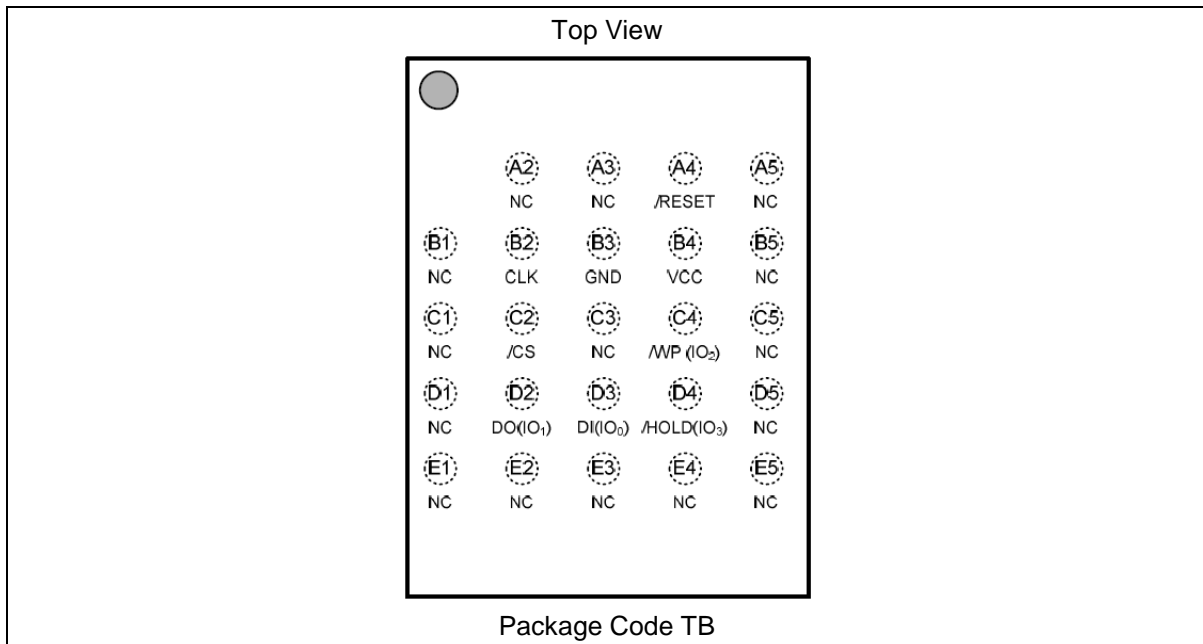 Top View
A2 A3 A4 A5
NC NC /RESET NC
B1 B2 B3 B4 B5
NC CLK GND VCC NC
C1 C2 C3 C4 C5
NC /CS NC /WP (IO₂) NC
D1 D2 D3 D4 D5
NC DO(IO₁) DI(IO₀) /HOLD(IO₃) NC
E1 E2 E3 E4 E5
NC NC NC NC NC
Package Code TB